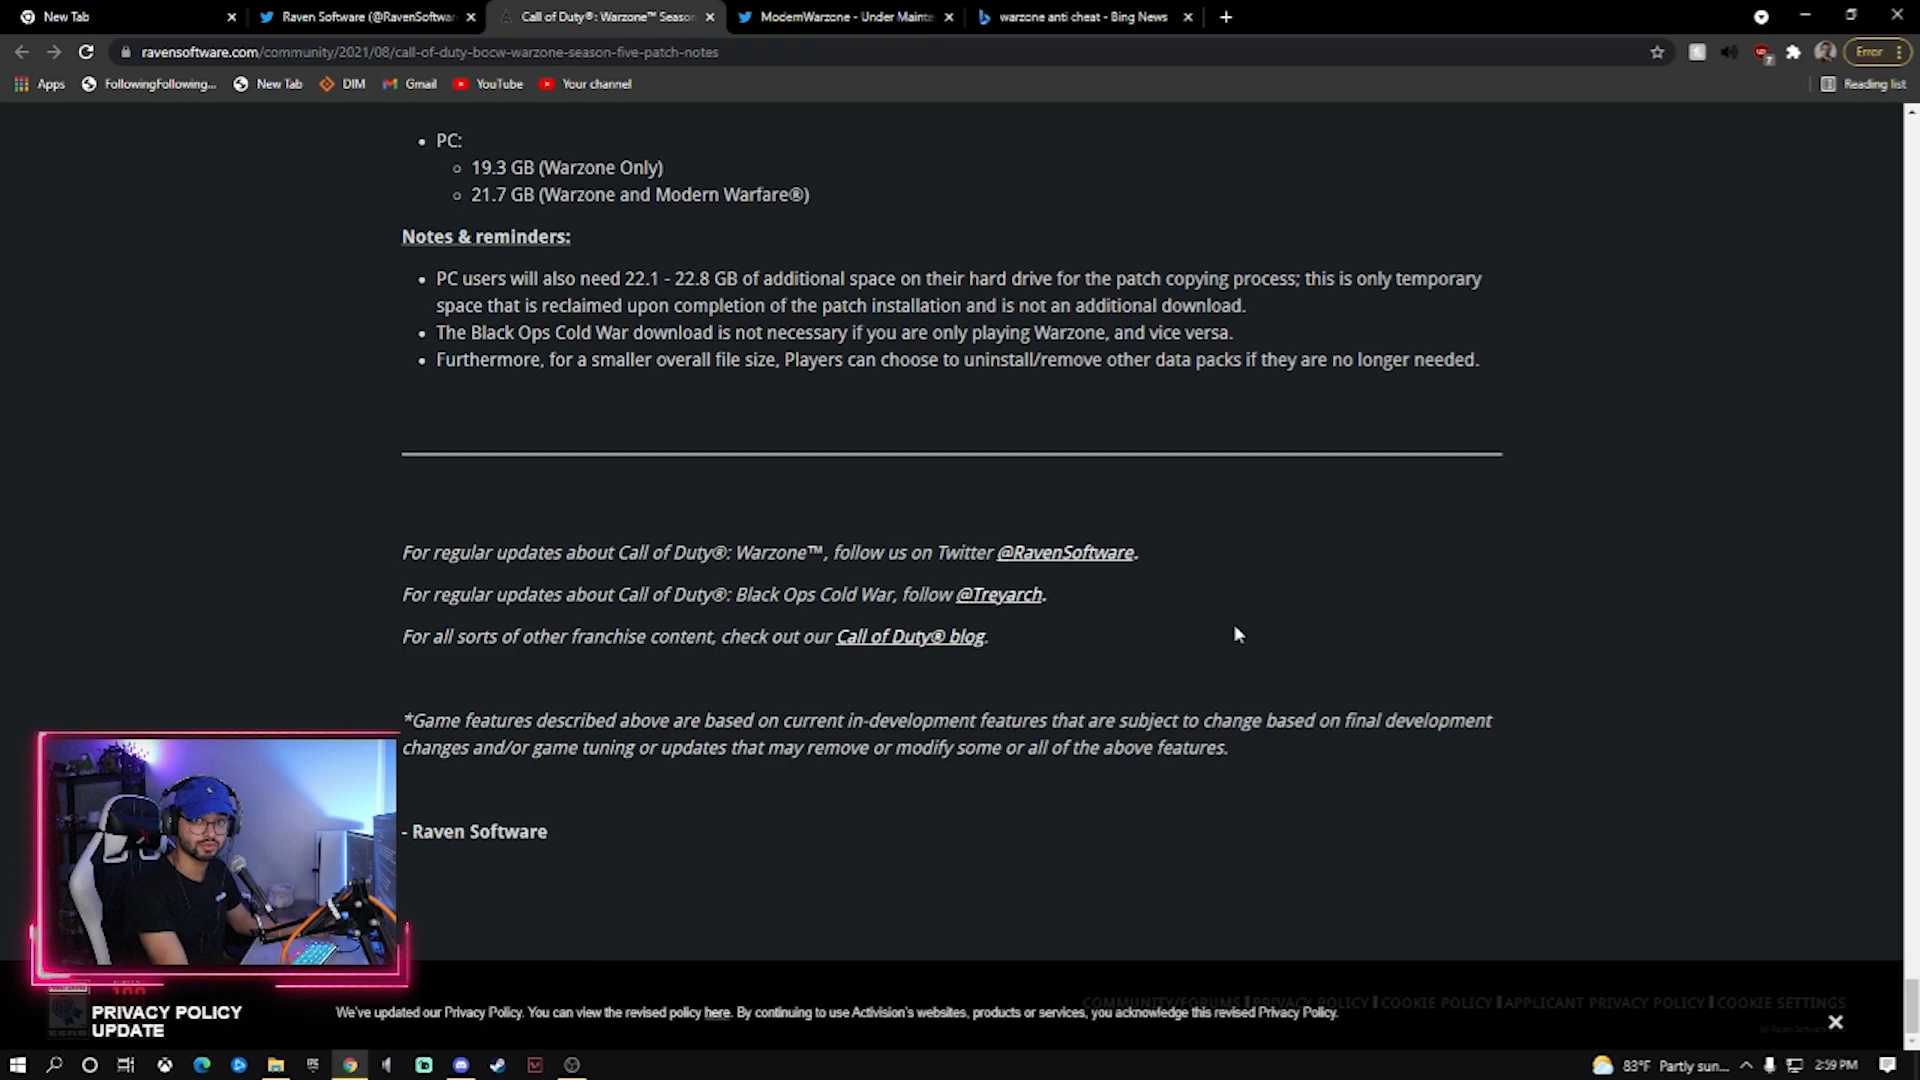 New Tab
Raven Software (@RavenSoftwar
Call of Duty®: Warzone™ Season
ModernWarzone - Under Mainte
warzone anti cheat - Bing News
ravensoftware.com/community/2021/08/call-of-duty-bocw-warzone-season-five-patch-notes
Error
Apps
FollowingFollowing...
New Tab
DIM
Gmail
YouTube
Your channel
Reading list
• PC:
19.3 GB (Warzone Only)
21.7 GB (Warzone and Modern Warfare®)
Notes & reminders:
• PC users will also need 22.1 - 22.8 GB of additional space on their hard drive for the patch copying process; this is only temporary
space that is reclaimed upon completion of the patch installation and is not an additional download.
• The Black Ops Cold War download is not necessary if you are only playing Warzone, and vice versa.
• Furthermore, for a smaller overall file size, Players can choose to uninstall/remove other data packs if they are no longer needed.
For regular updates about Call of Duty®: Warzone™, follow us on Twitter @RavenSoftware.
For regular updates about Call of Duty®: Black Ops Cold War, follow @Treyarch.
For all sorts of other franchise content, check out our Call of Duty® blog.
*Game features described above are based on current in-development features that are subject to change based on final development
changes and/or game tuning or updates that may remove or modify some or all of the above features.
- Raven Software
COMMUNITY/FORUMS | PRIVACY POLICY | COOKIE POLICY | APPLICANT PRIVACY POLICY | COOKIE SETTINGS
PRIVACY POLICY
UPDATE
We've updated our Privacy Policy. You can view the revised policy here. By continuing to use Activision's websites, products or services, you acknowledge this revised Privacy Policy.
83°F Partly sun...
2:59 PM